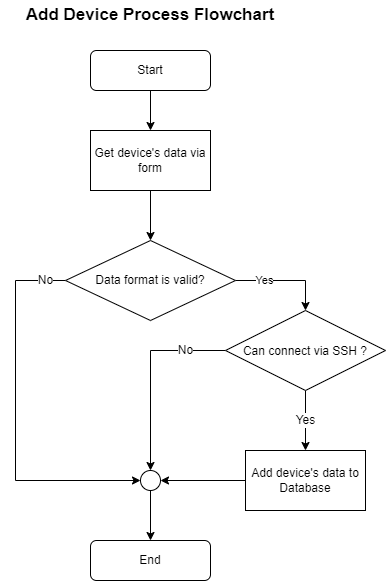 Add Device Process Flowchart
Start
Get device's data via
form
Data format is valid?
No
Yes
Can connect via SSH ?
No
Yes
Add device's data to
Database
End